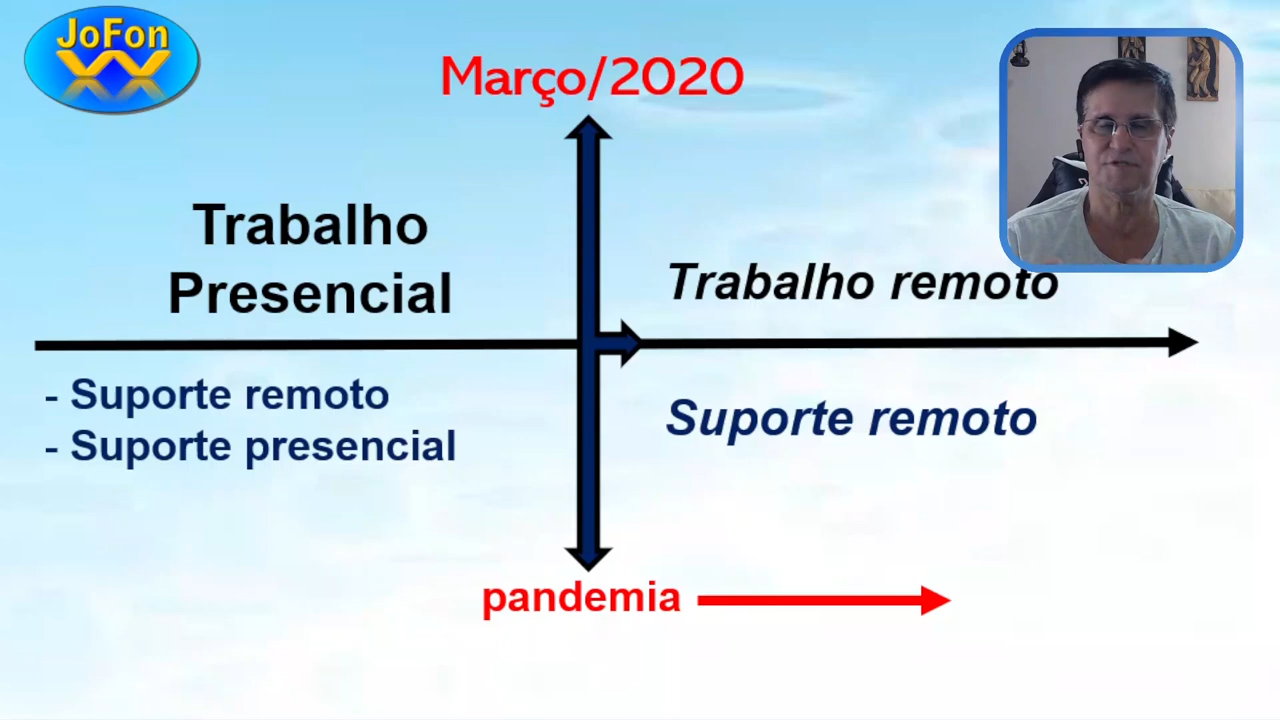 JoFon
Março/2020
Trabalho
Presencial
Trabalho remoto
- Suporte remoto
- Suporte presencial
Suporte remoto
pandemia